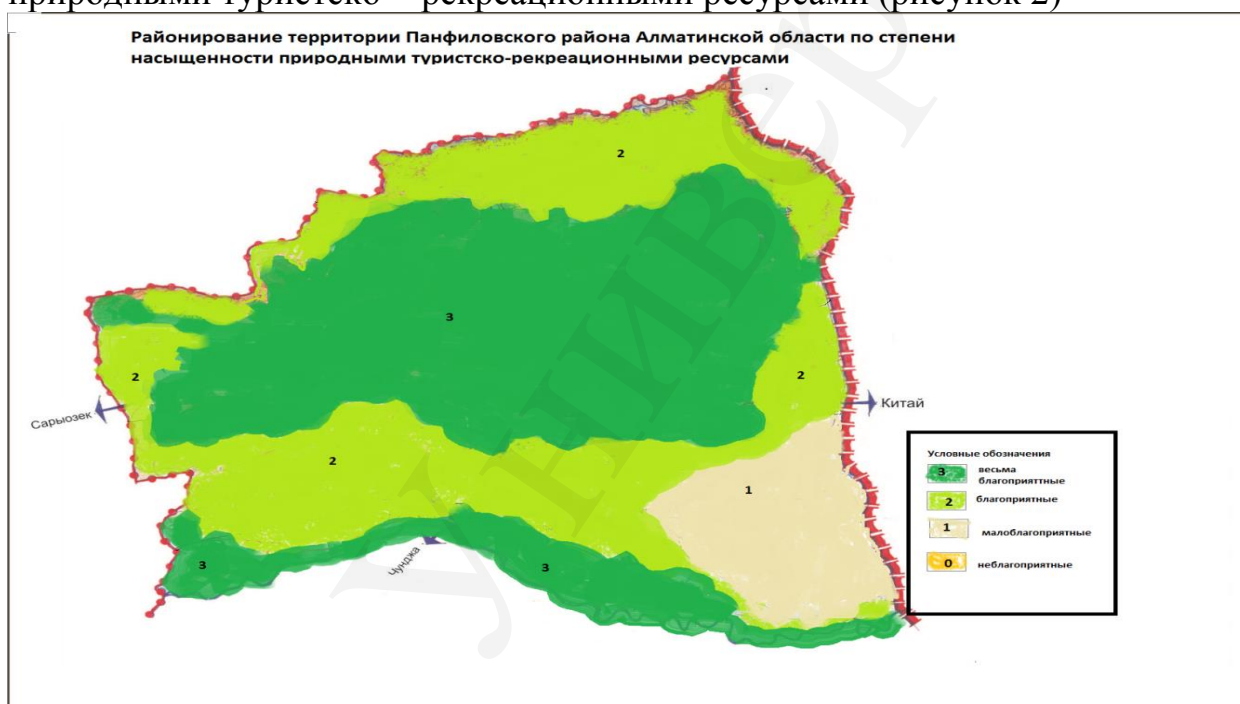 природными туристско – рекреационными ресурсами (рисунок 2)
Районирование территории Панфиловского района Алматинской области по степени
насыщенности природными туристско-рекреационными ресурсами
2
3
2
2
Сарыозек
Китай
2
1
Чунджа
3
3
Условные обозначения
3 весьма
благоприяттные
2 благоприятные
1 малоблагоприятные
0 неблагоприятные
Универ